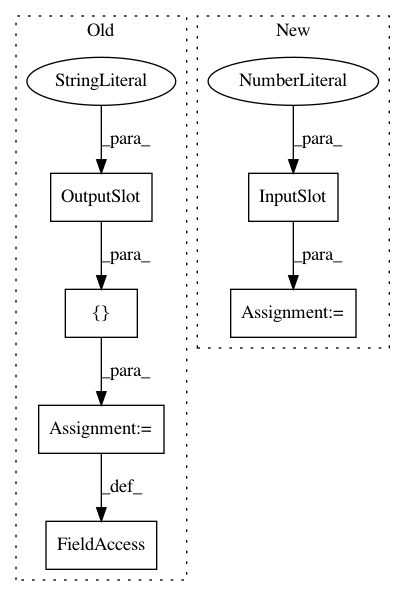 Old
New
StringLiteral
NumberLiteral
_para_
_para_
OutputSlot
InputSlot
_para_
_para_
{}
Assignment:=
_para_
Assignment:=
_def_
FieldAccess